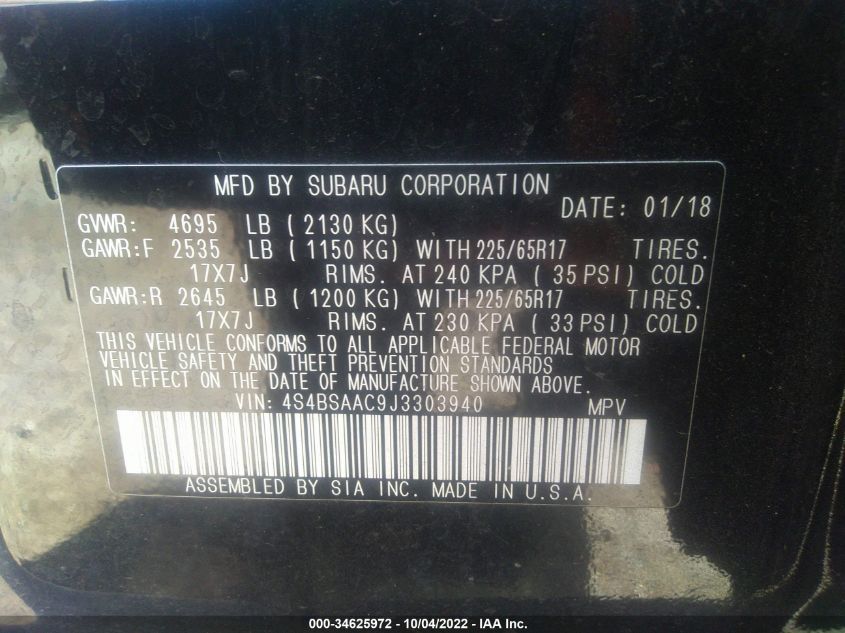 MFD BY SUBARU CORPORATION
DATE: 01/18
GVWR: 4695 LB ( 2130 KG)
GAWR:F 2535 LB ( 1150 KG) WITH 225/65R17 TIRES.
17X7J RIMS. AT 240 KPA ( 35 PSI) COLD
GAWR:R 2645 LB ( 1200 KG) WITH 225/65R17 TIRES.
17X7J RIMS. AT 230 KPA ( 33 PSI) COLD
THIS VEHICLE CONFORMS TO ALL APPLICABLE FEDERAL MOTOR
VEHICLE SAFETY AND THEFT PREVENTION STANDARDS
IN EFFECT ON THE DATE OF MANUFACTURE SHOWN ABOVE.
VIN: 4S4BSAAC9J3303940 MPV
ASSEMBLED BY SIA INC. MADE IN U.S.A.
000-34625972 - 10/04/2022 - IAA Inc.